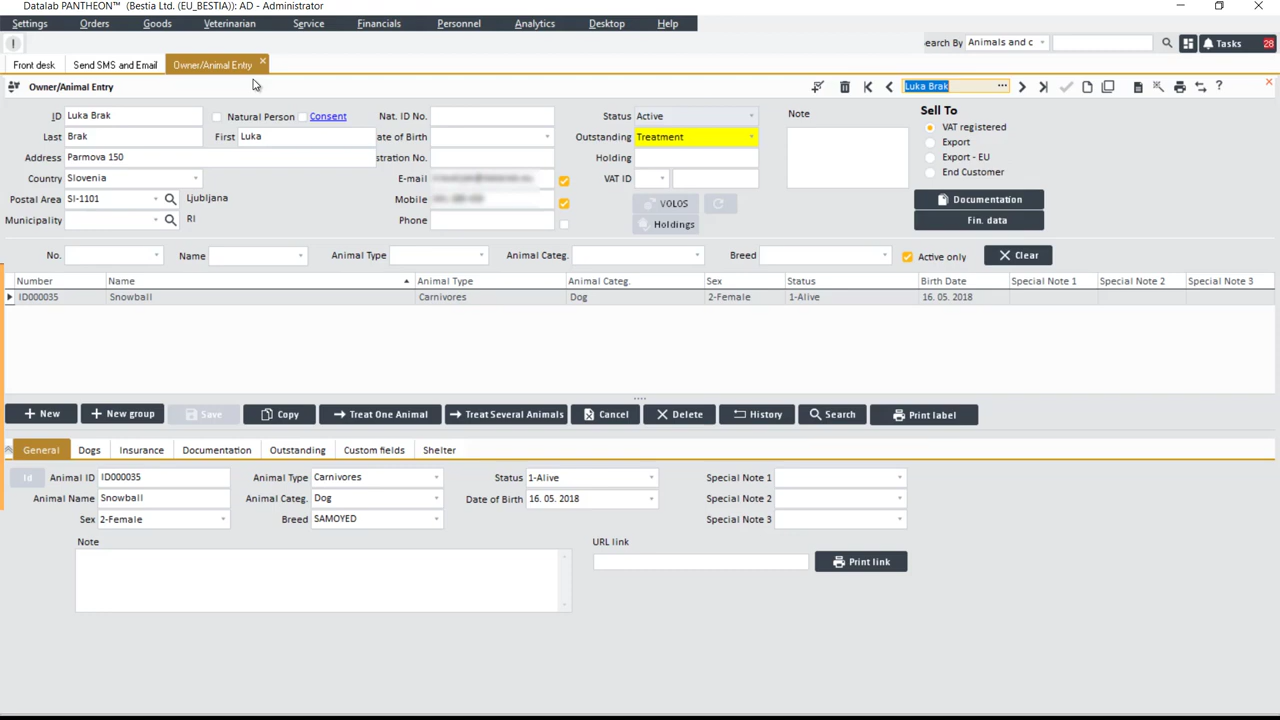 Datalab PANTHEON™ (Bestia Ltd. (EU_BESTIA)): AD - Administrator
Settings Orders Goods Veterinarian Service Financials Personnel Analytics Desktop Help
earch By Animals and c Tasks 28
Front desk Send SMS and Email Owner/Animal Entry
Owner/Animal Entry Luka Brak
ID Luka Brak Natural Person Consent Nat. ID No. Status Active Note Sell To
VAT registered
Last Brak First Luka ate of Birth Outstanding Treatment Export
Address Parmova 150 stration No. Holding Export - EU
Country Slovenia E-mail VAT ID End Customer
Postal Area SI-1101 Ljubljana Mobile VOLOS Documentation
Municipality RI Phone Holdings Fin. data
No. Name Animal Type Animal Categ. Breed Active only Clear
Number Name Animal Type Animal Categ. Sex Status Birth Date Special Note 1 Special Note 2 Special Note 3
ID000035 Snowball Carnivores Dog 2-Female 1-Alive 16. 05. 2018
New New group Save Copy Treat One Animal Treat Several Animals Cancel Delete History Search Print label
General Dogs Insurance Documentation Outstanding Custom fields Shelter
Id Animal ID ID000035 Animal Type Carnivores Status 1-Alive Special Note 1
Animal Name Snowball Animal Categ. Dog Date of Birth 16. 05. 2018 Special Note 2
Sex 2-Female Breed SAMOYED Special Note 3
Note URL link
Print link